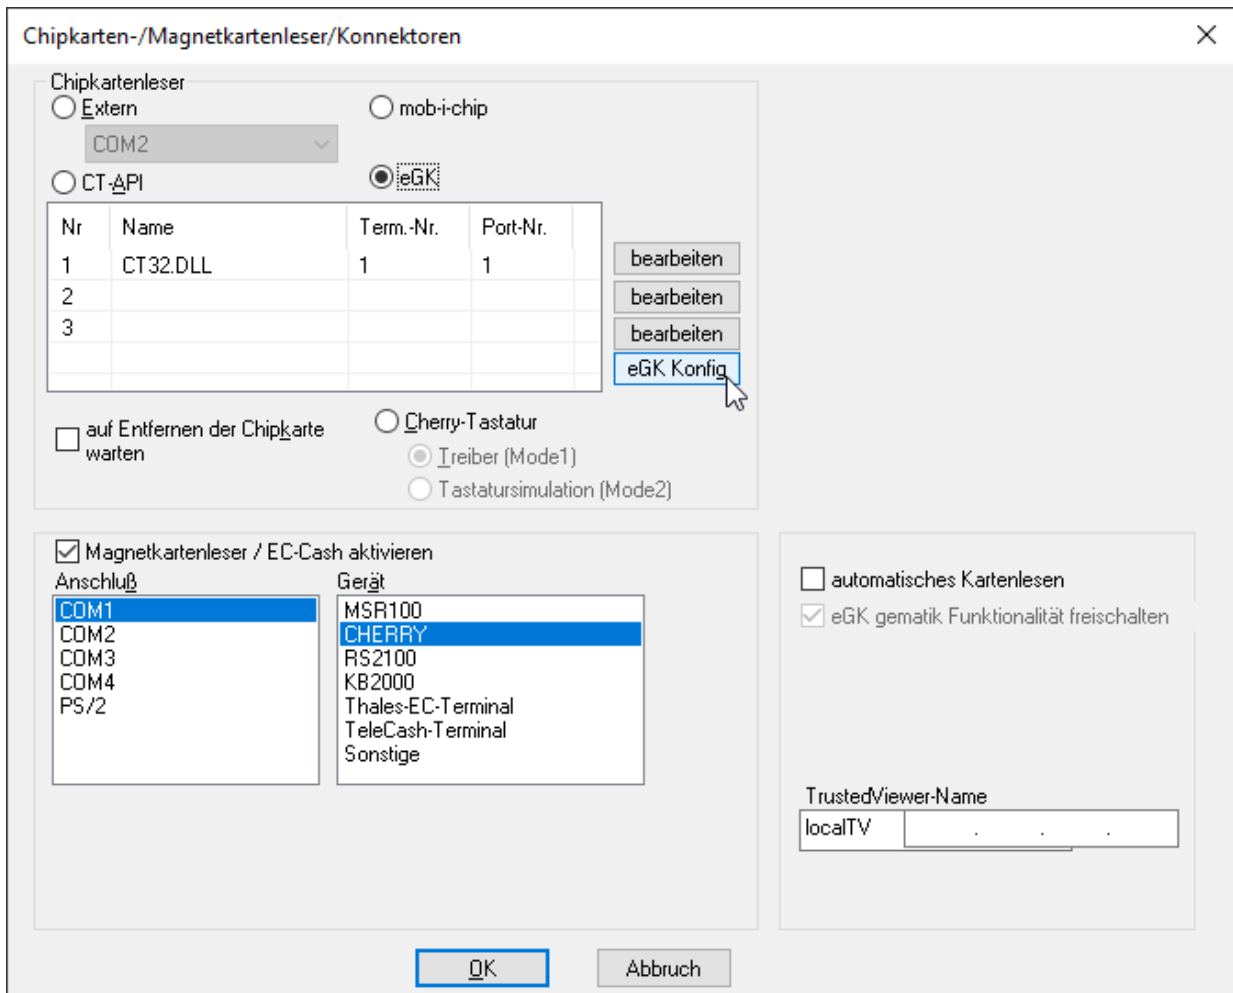 Chipkarten-/Magnetkartenleser/Konnektoren
Chipkartenleser
Extern
mob-i-chip
COM2
CT-API
eGK
Nr Name Term.-Nr. Port-Nr.
1 CT32.DLL 1 1
bearbeiten
2
bearbeiten
3
bearbeiten
eGK Konfig
auf Entfernen der Chipkarte
warten
Cherry-Tastatur
Treiber (Mode1)
Tastatursimulation (Mode2)
Magnetkartenleser / EC-Cash aktivieren
Anschluß
COM1
COM2
COM3
COM4
PS/2
Gerät
MSR100
CHERRY
RS2100
KB2000
Thales-EC-Terminal
TeleCash-Terminal
Sonstige
automatisches Kartenlesen
eGK gematik Funktionalität freischalten
TrustedViewer-Name
localTV . . .
OK
Abbruch